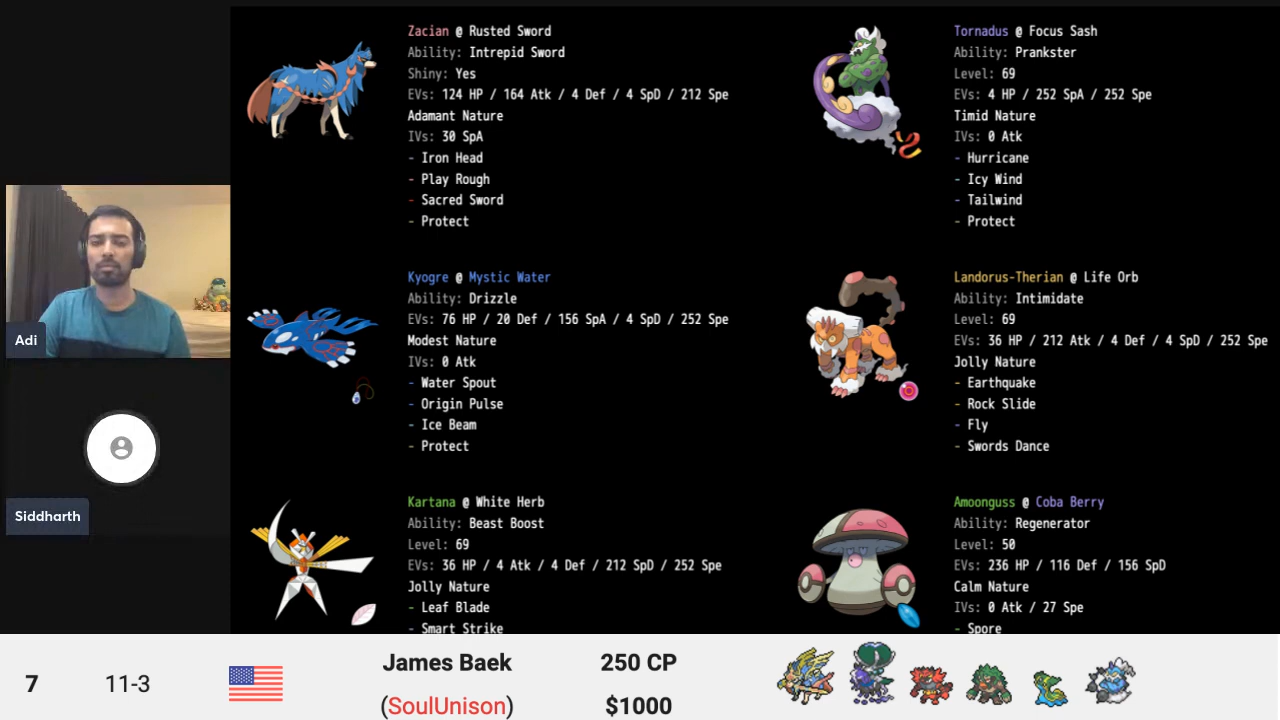 Zacian @ Rusted Sword
Ability: Intrepid Sword
Shiny: Yes
EVs: 124 HP / 164 Atk / 4 Def / 4 SpD / 212 Spe
Adamant Nature
IVs: 30 SpA
- Iron Head
- Play Rough
- Sacred Sword
- Protect
Tornadus @ Focus Sash
Ability: Prankster
Level: 69
EVs: 4 HP / 252 SpA / 252 Spe
Timid Nature
IVs: 0 Atk
- Hurricane
- Icy Wind
- Tailwind
- Protect
Kyogre @ Mystic Water
Ability: Drizzle
EVs: 76 HP / 20 Def / 156 SpA / 4 SpD / 252 Spe
Modest Nature
IVs: 0 Atk
- Water Spout
- Origin Pulse
- Ice Beam
- Protect
Landorus-Therian @ Life Orb
Ability: Intimidate
Level: 69
EVs: 36 HP / 212 Atk / 4 Def / 4 SpD / 252 Spe
Jolly Nature
- Earthquake
- Rock Slide
- Fly
- Swords Dance
Kartana @ White Herb
Ability: Beast Boost
Level: 69
EVs: 36 HP / 4 Atk / 4 Def / 212 SpD / 252 Spe
Jolly Nature
- Leaf Blade
- Smart Strike
Amoonguss @ Coba Berry
Ability: Regenerator
Level: 50
EVs: 236 HP / 116 Def / 156 SpD
Calm Nature
IVs: 0 Atk / 27 Spe
- Spore
Adi
Siddharth
7
11-3
James Baek
(SoulUnison)
250 CP
$1000